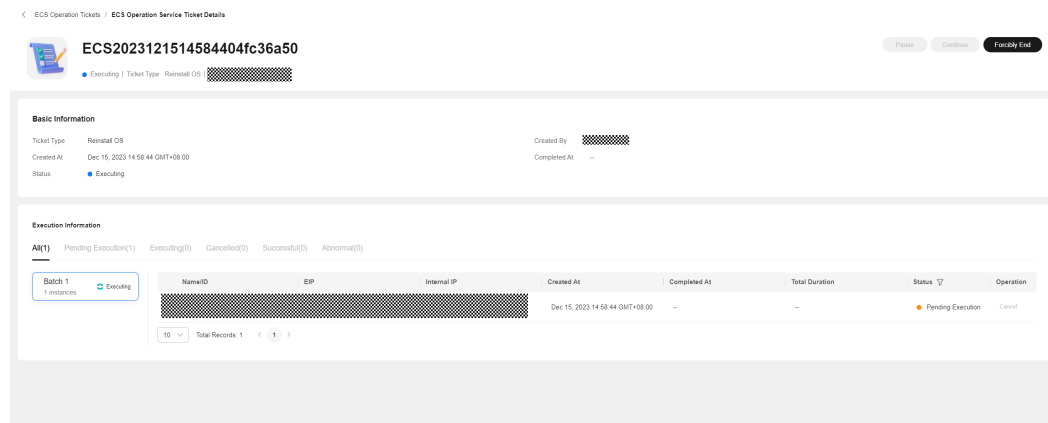 ECS Operation Tickets / ECS Operation Service Ticket Details
ECS2023121514584404fc36a50
Pause Continue Forcibly End
Executing | Ticket Type Reinstall OS |
Basic Information
Ticket Type Reinstall OS
Created By
Created At Dec 15, 2023 14:58:44 GMT+08:00
Completed At --
Status Executing
Execution Information
All(1) Pending Execution(1) Executing(0) Cancelled(0) Successful(0) Abnormal(0)
Batch 1
1 instances
Executing
Name/ID EIP Internal IP Created At Completed At Total Duration Status Operation
Dec 15, 2023 14:58:44 GMT+08:00 -- -- Pending Execution Cancel
10 Total Records: 1 < 1 >